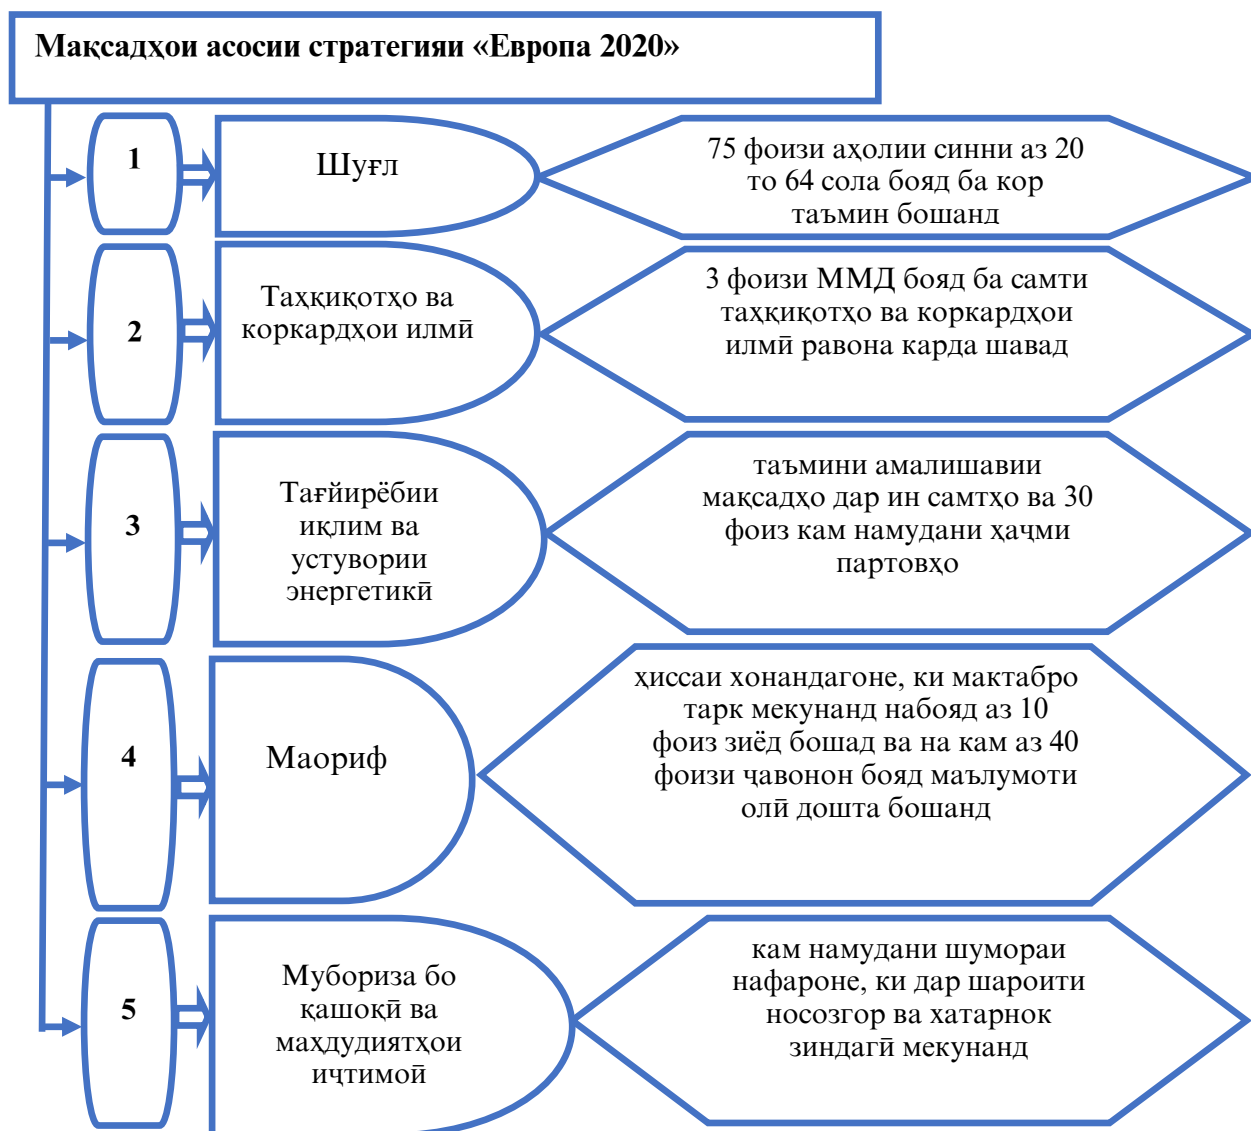 Мақсадҳои асосии стратегияи «Европа 2020»
1
Шуғл
75 фоизи аҳолии синни аз 20
то 64 сола бояд ба кор
таъмин бошанд
2
Таҳқиқотҳо ва
коркардҳои илмӣ
3 фоизи ММД бояд ба самти
таҳқиқотҳо ва коркардҳои
илмӣ равона карда шавад
3
Тағйирёбии
иқлим ва
устувории
энергетикӣ
таъмини амалишавии
мақсадҳо дар ин самтҳо ва 30
фоиз кам намудани ҳаҷми
партовҳо
4
Маориф
ҳиссаи хонандагоне, ки мактабро
тарк мекунанд набояд аз 10
фоиз зиёд бошад ва на кам аз 40
фоизи ҷавонон бояд маълумоти
олӣ дошта бошанд
5
Мубориза бо
қашоқӣ ва
маҳдудиятҳои
иҷтимоӣ
кам намудани шумораи
нафароне, ки дар шароити
носозгор ва хатарнок
зиндагӣ мекунанд